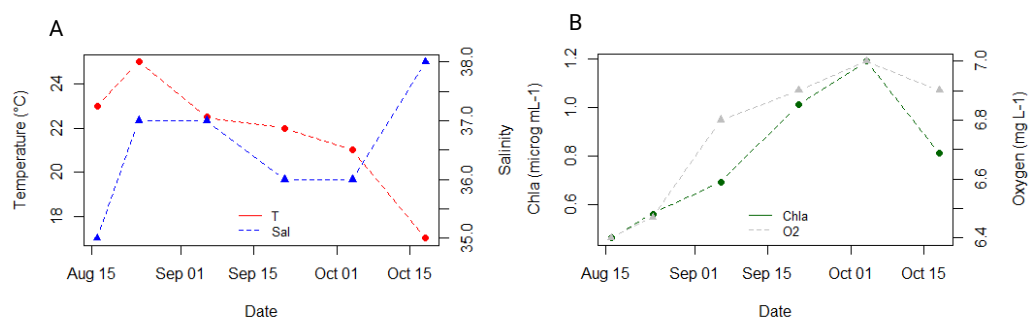 A
Temperature (°C)
24
22
20
18
Salinity
38.0
37.0
36.0
35.0
T
Sal
Aug 15
Sep 01
Sep 15
Oct 01
Oct 15
Date
B
Chla (microg mL-1)
1.2
1.0
0.8
0.6
Oxygen (mg L-1)
7.0
6.8
6.6
6.4
Chla
O2
Aug 15
Sep 01
Sep 15
Oct 01
Oct 15
Date